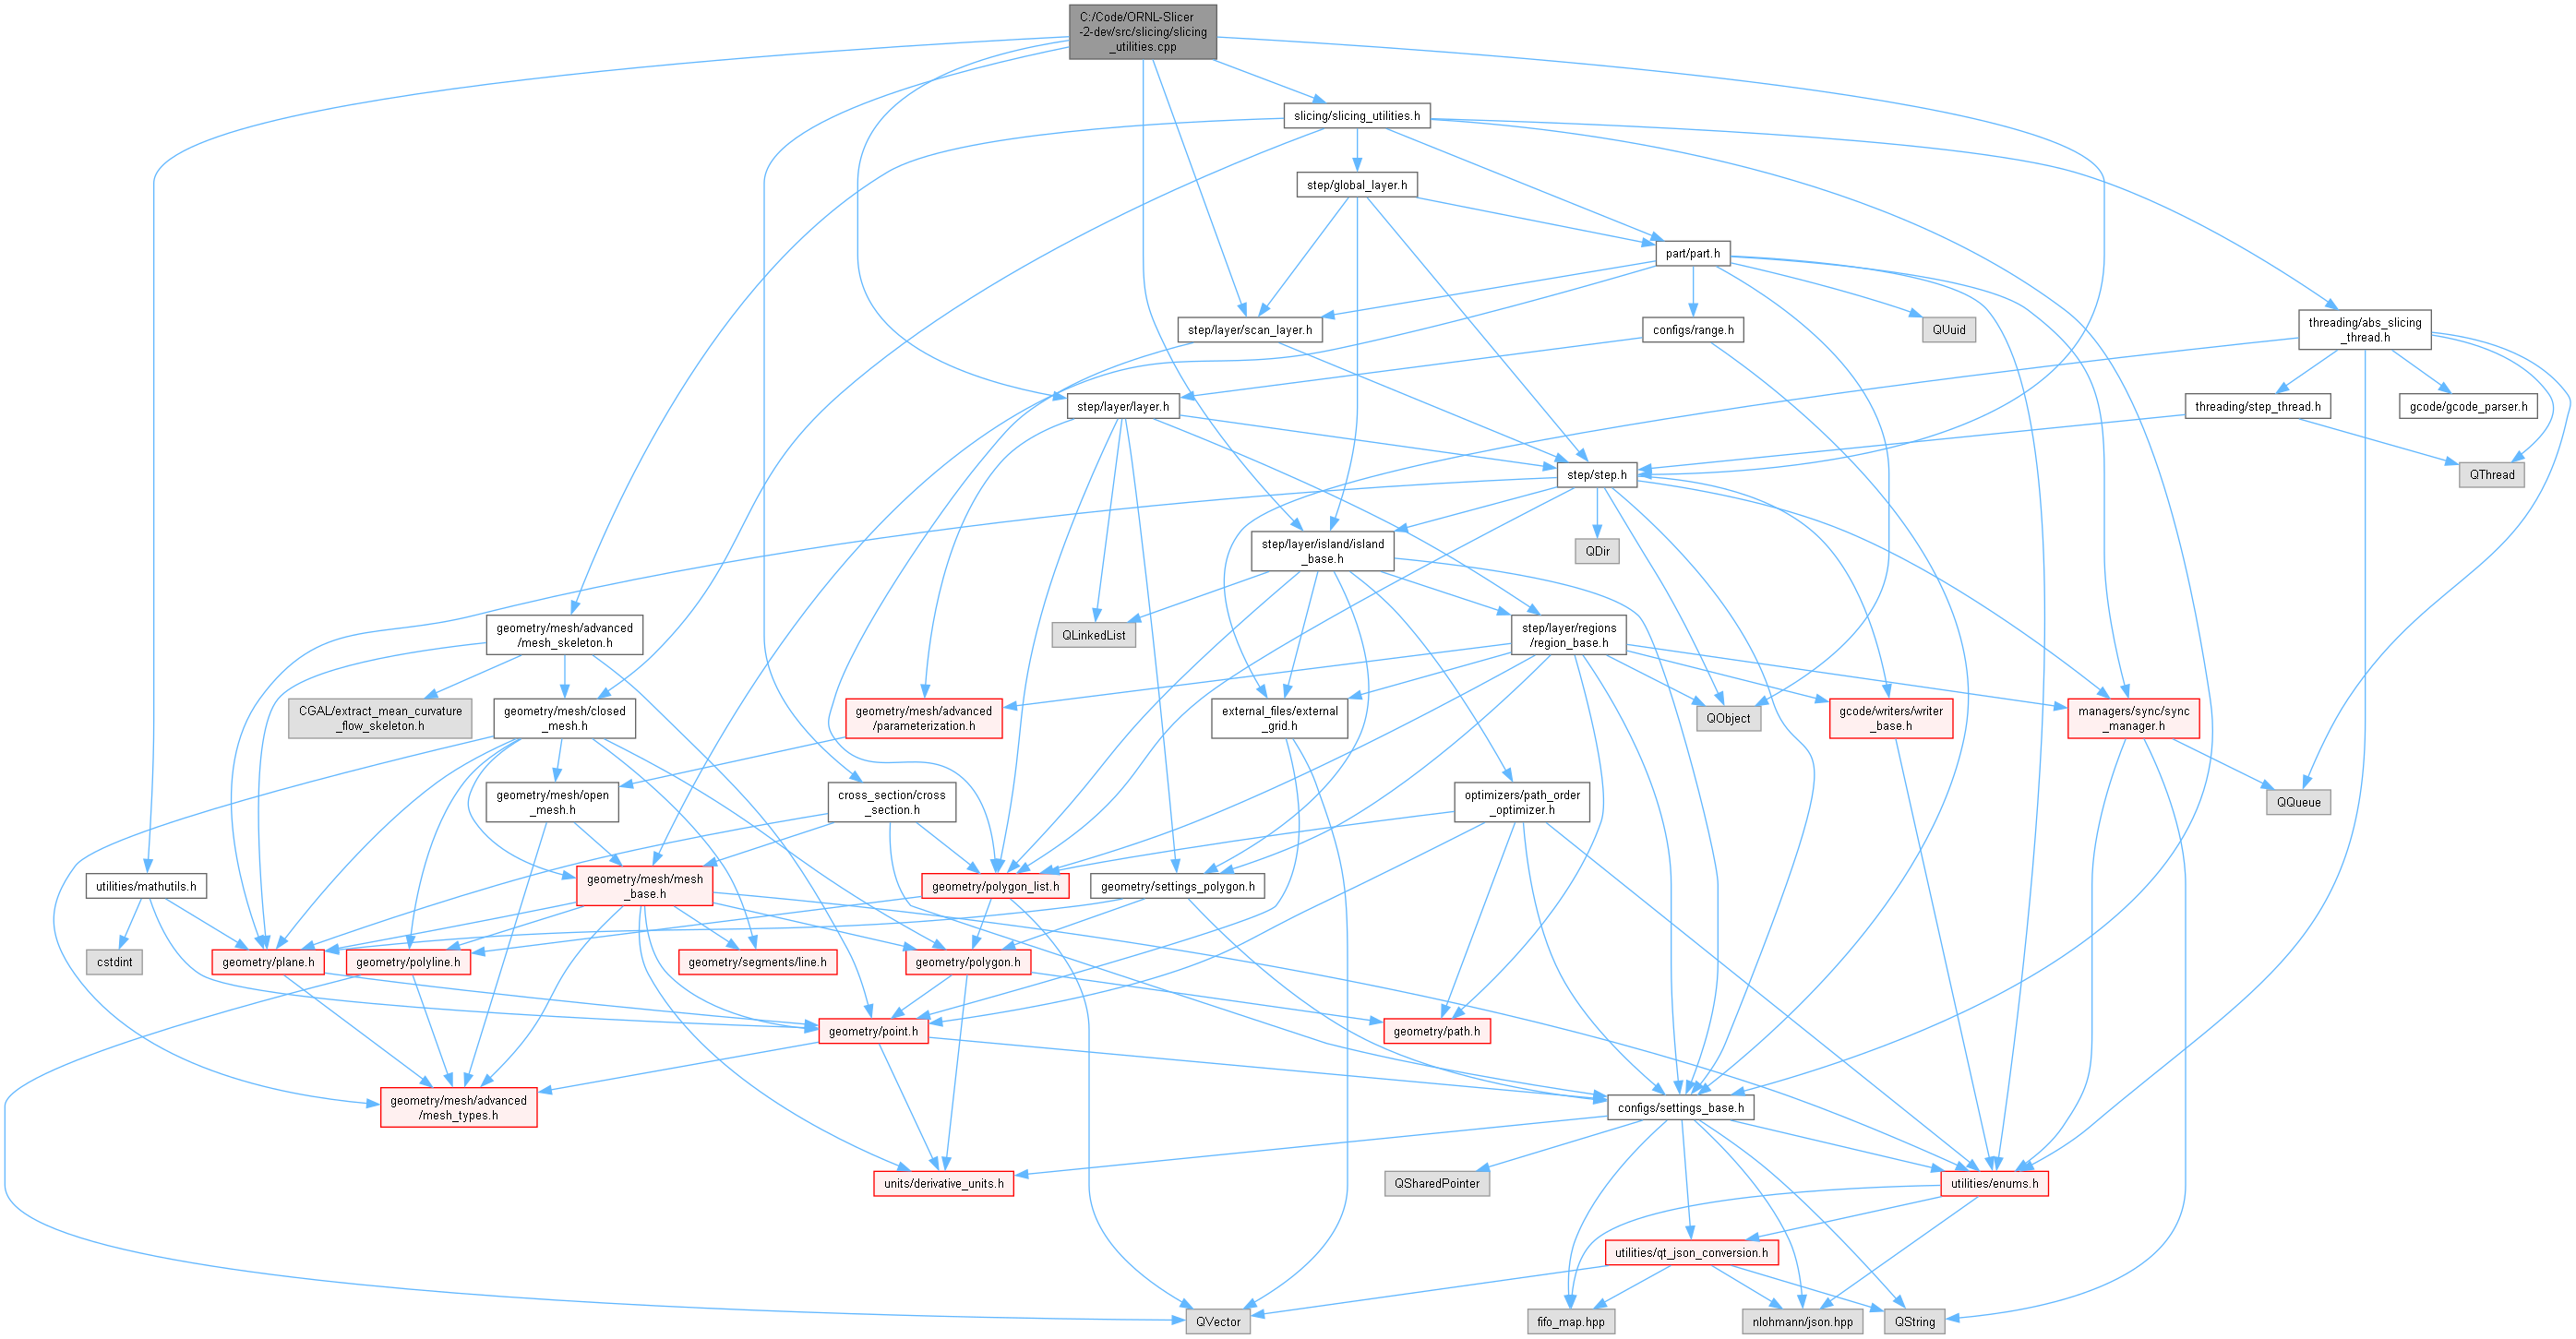 C:/Code/ORNL-Slicer
-2-dev/src/slicing/slicing
_utilities.cpp
slicing/slicing_utilities.h
step/global_layer.h
part/part.h
step/layer/scan_layer.h
configs/range.h
QUuid
threading/abs_slicing
_thread.h
step/layer/layer.h
threading/step_thread.h
gcode/gcode_parser.h
step/step.h
QThread
step/layer/island/island
_base.h
QDir
geometry/mesh/advanced
/mesh_skeleton.h
QLinkedList
step/layer/regions
/region_base.h
CGAL/extract_mean_curvature
_flow_skeleton.h
geometry/mesh/closed
_mesh.h
geometry/mesh/advanced
/parameterization.h
external_files/external
_grid.h
QObject
gcode/writers/writer
_base.h
managers/sync/sync
_manager.h
geometry/mesh/open
_mesh.h
cross_section/cross
_section.h
optimizers/path_order
_optimizer.h
QQueue
utilities/mathutils.h
geometry/mesh/mesh
_base.h
geometry/polygon_list.h
geometry/settings_polygon.h
cstdint
geometry/plane.h
geometry/polyline.h
geometry/segments/line.h
geometry/polygon.h
geometry/point.h
geometry/path.h
geometry/mesh/advanced
/mesh_types.h
configs/settings_base.h
units/derivative_units.h
QSharedPointer
utilities/enums.h
utilities/qt_json_conversion.h
QVector
fifo_map.hpp
nlohmann/json.hpp
QString